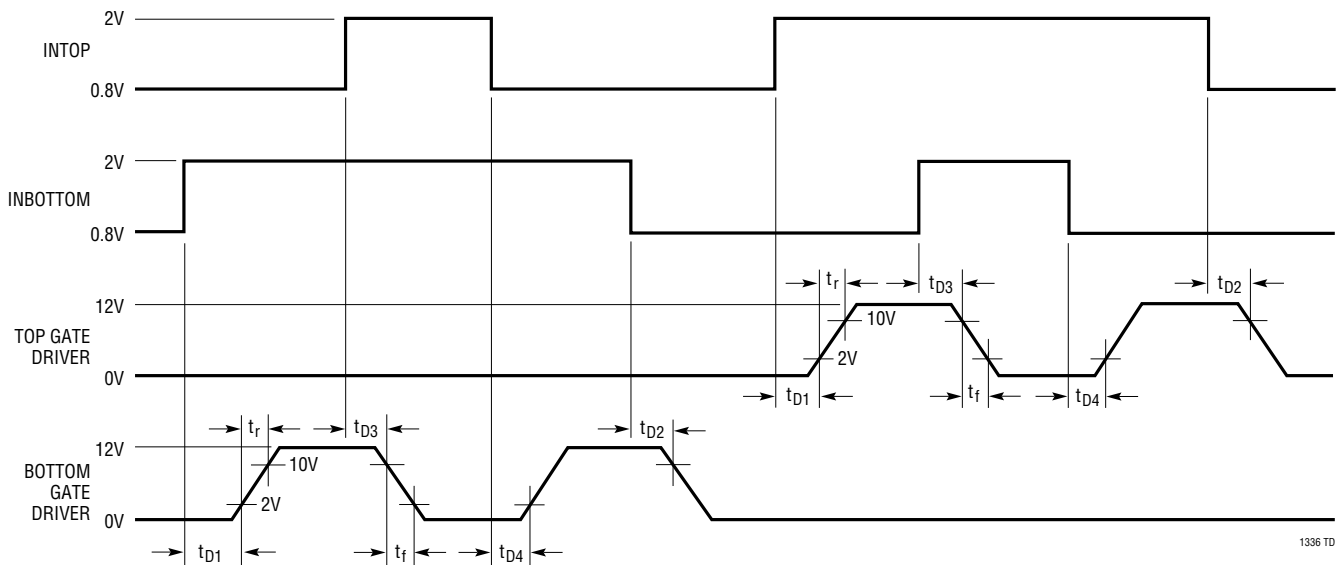 2V
INTOP
0.8V
2V
INBOTTOM
0.8V
tr
tD3
tD2
12V
10V
TOP GATE
DRIVER
2V
0V
tD1
tf
tD4
tr
tD3
tD2
12V
10V
BOTTOM
GATE
DRIVER
2V
0V
tD1
tf
tD4
1336 TD